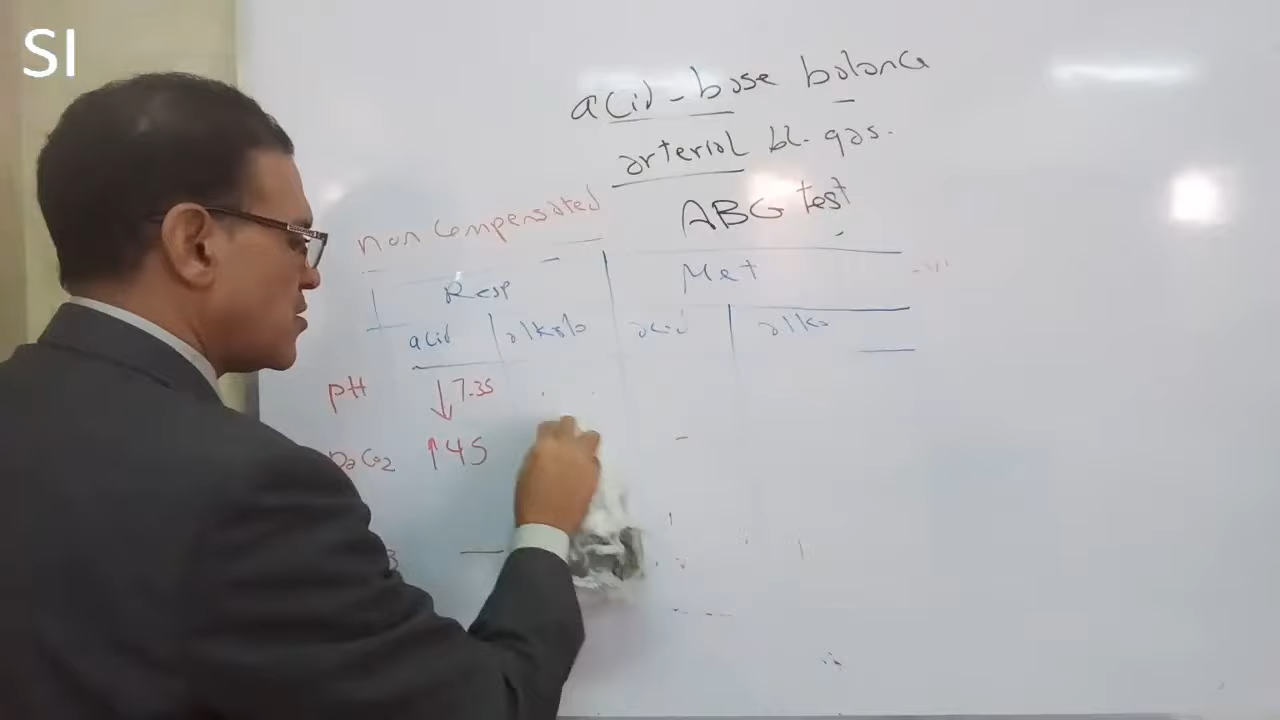 SI
acid-base balance
arterial bl. gas.
ABG test
non compensated
Resp Met
acid alkalo acid alka
pH ↓7.35
PaCo2 ↑45
—